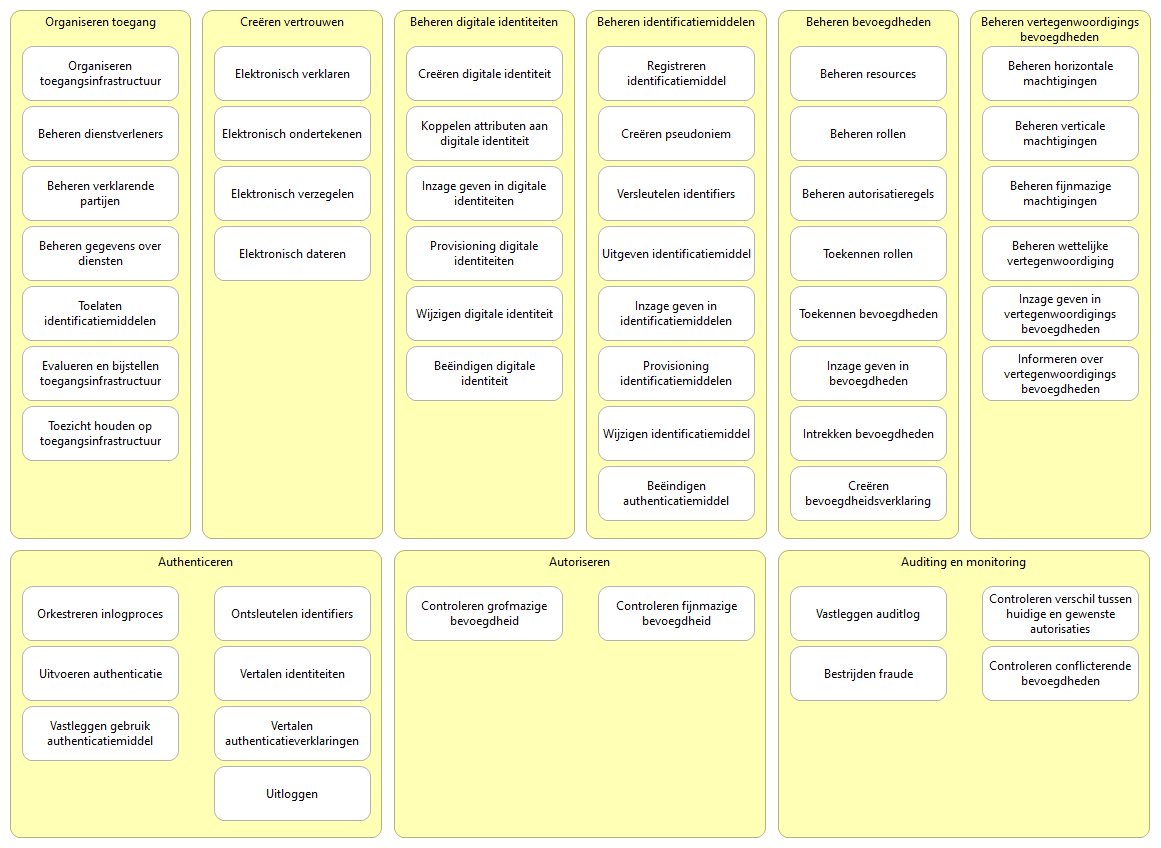 Organiseren toegang
Organiseren
toegangsinfrastructuur
Beheren dienstverleners
Beheren verklarende
partijen
Beheren gegevens over
diensten
Toelaten
identificatiemiddelen
Evalueren en bijstellen
toegangsinfrastructuur
Toezicht houden op
toegangsinfrastructuur
Creëren vertrouwen
Elektronisch verklaren
Elektronisch ondertekenen
Elektronisch verzegelen
Elektronisch dateren
Beheren digitale identiteiten
Creëren digitale identiteit
Koppelen attributen aan
digitale identiteit
Inzage geven in digitale
identiteiten
Provisioning digitale
identiteiten
Wijzigen digitale identiteit
Beëindigen digitale
identiteit
Beheren identificatiemiddelen
Registreren
identificatiemiddel
Creëren pseudoniem
Versleutelen identifiers
Uitgeven identificatiemiddel
Inzage geven in
identificatiemiddelen
Provisioning
identificatiemiddelen
Wijzigen identificatiemiddel
Beëindigen
authenticatiemiddel
Beheren bevoegdheden
Beheren resources
Beheren rollen
Beheren autorisatieregels
Toekennen rollen
Toekennen bevoegdheden
Inzage geven in
bevoegdheden
Intrekken bevoegdheden
Creëren
bevoegdheidsverklaring
Beheren vertegenwoordigings
bevoegdheden
Beheren horizontale
machtigingen
Beheren verticale
machtigingen
Beheren fijnmazige
machtigingen
Beheren wettelijke
vertegenwoordiging
Inzage geven in
vertegenwoordigings
bevoegdheden
Informeren over
vertegenwoordigings
bevoegdheden
Authenticeren
Orkestreren inlogproces
Uitvoeren authenticatie
Vastleggen gebruik
authenticatiemiddel
Ontsleutelen identifiers
Vertalen identiteiten
Vertalen
authenticatieverklaringen
Uitloggen
Autoriseren
Controleren grofmazige
bevoegdheid
Controleren fijnmazige
bevoegdheid
Auditing en monitoring
Vastleggen auditlog
Bestrijden fraude
Controleren verschil tussen
huidige en gewenste
autorisaties
Controleren conflicterende
bevoegdheden